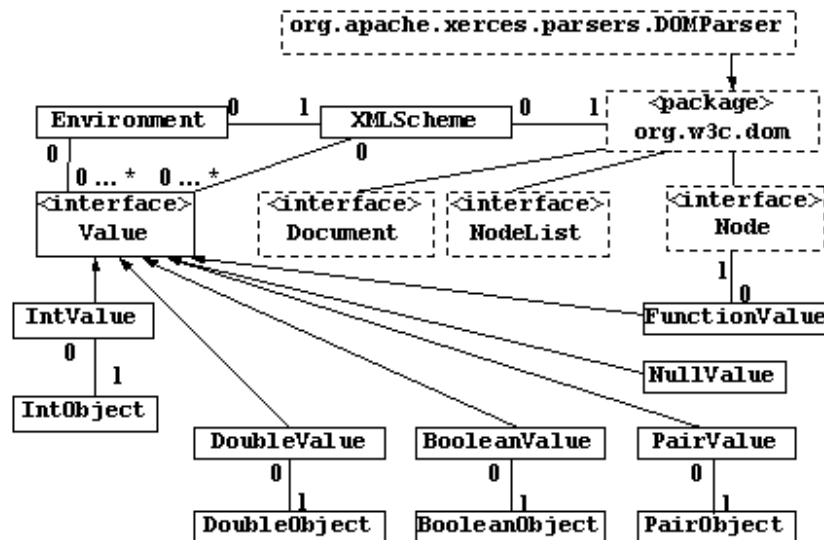 org.apache.xerces.parsers.DOMParser
0 1 0 1
Environment XMLScheme <package>
org.w3c.dom
0 0
0 ... * 0 ... *
<interface> <interface> <interface> <interface>
Value Document NodeList Node
1
0
IntValue FunctionValue
0
1
NullValue
IntObject
DoubleValue BooleanValue PairValue
0 0 0
1 1 1
DoubleObject BooleanObject PairObject